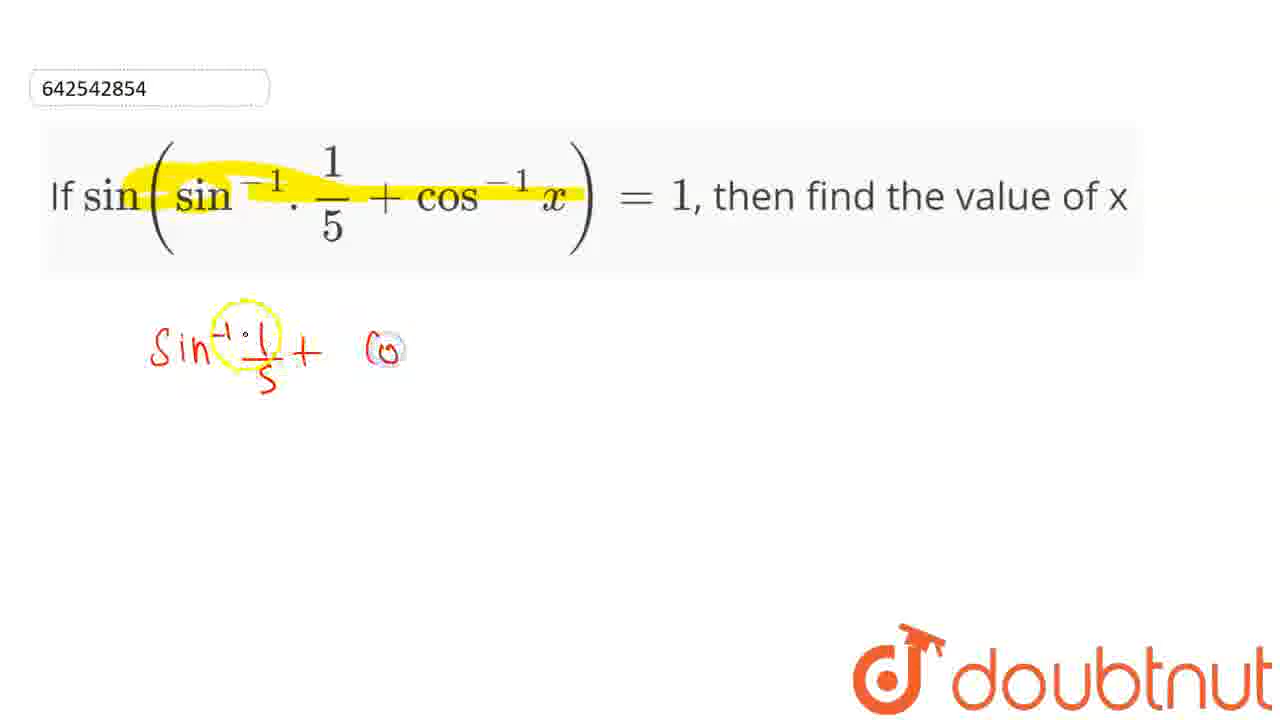 642542854
If sin(sin⁻¹ · 1/5 + cos⁻¹ x) = 1, then find the value of x
Sin⁻¹ · 1/5 + Co
doubtnut